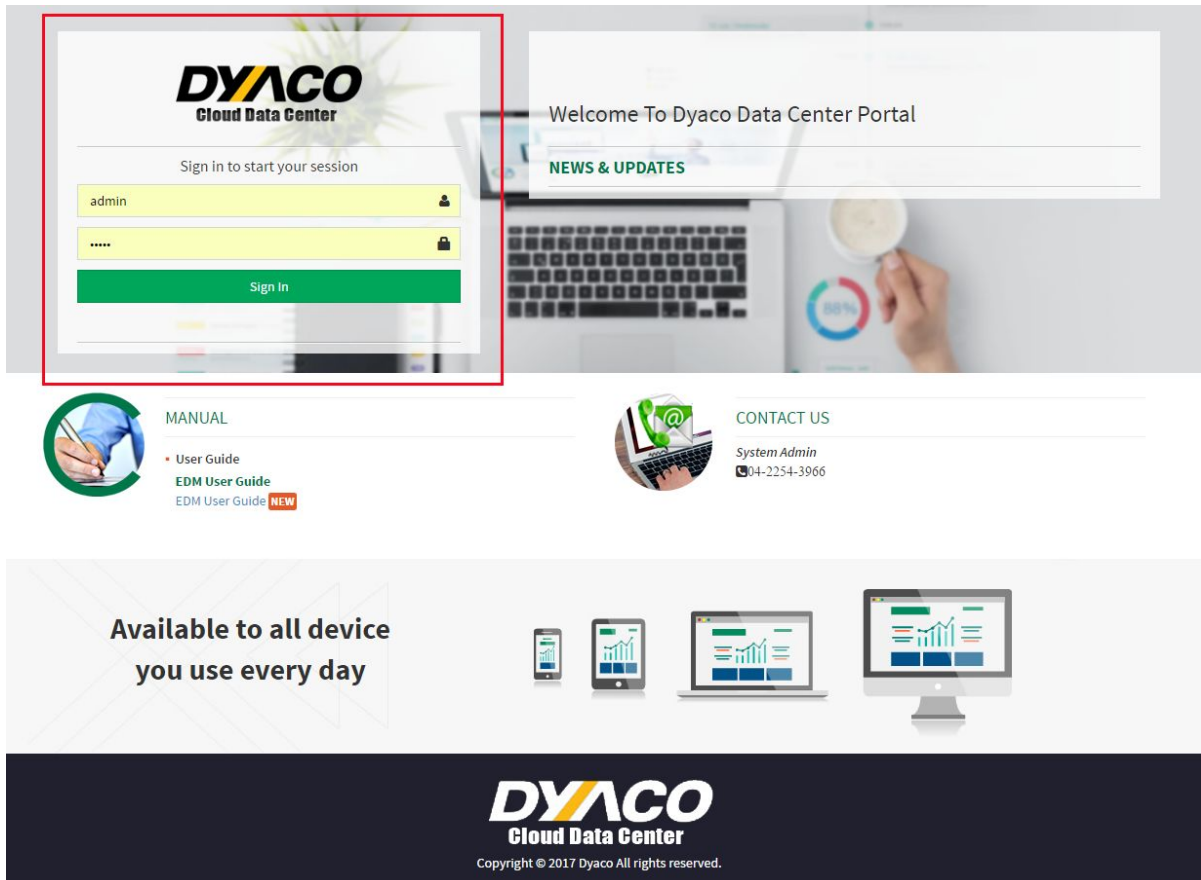 DYACO
Cloud Data Center
Sign in to start your session
admin
•••••
Sign In
Welcome To Dyaco Data Center Portal
NEWS & UPDATES
88%
MANUAL
• User Guide
EDM User Guide
EDM User Guide NEW
CONTACT US
System Admin
04-2254-3966
Available to all device
you use every day
DYACO
Cloud Data Center
Copyright © 2017 Dyaco All rights reserved.